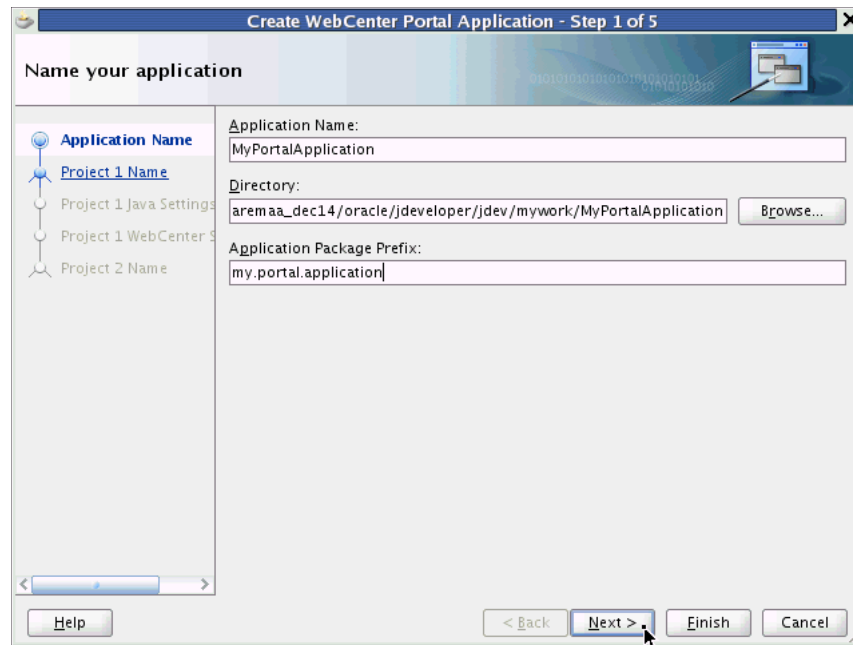 Create WebCenter Portal Application - Step 1 of 5
Name your application
Application Name
Project 1 Name
Project 1 Java Settings
Project 1 WebCenter S
Project 2 Name
Application Name:
MyPortalApplication
Directory:
aremaa_dec14/oracle/jdeveloper/jdev/mywork/MyPortalApplication
Browse...
Application Package Prefix:
my.portal.application
Help
< Back
Next >
Finish
Cancel